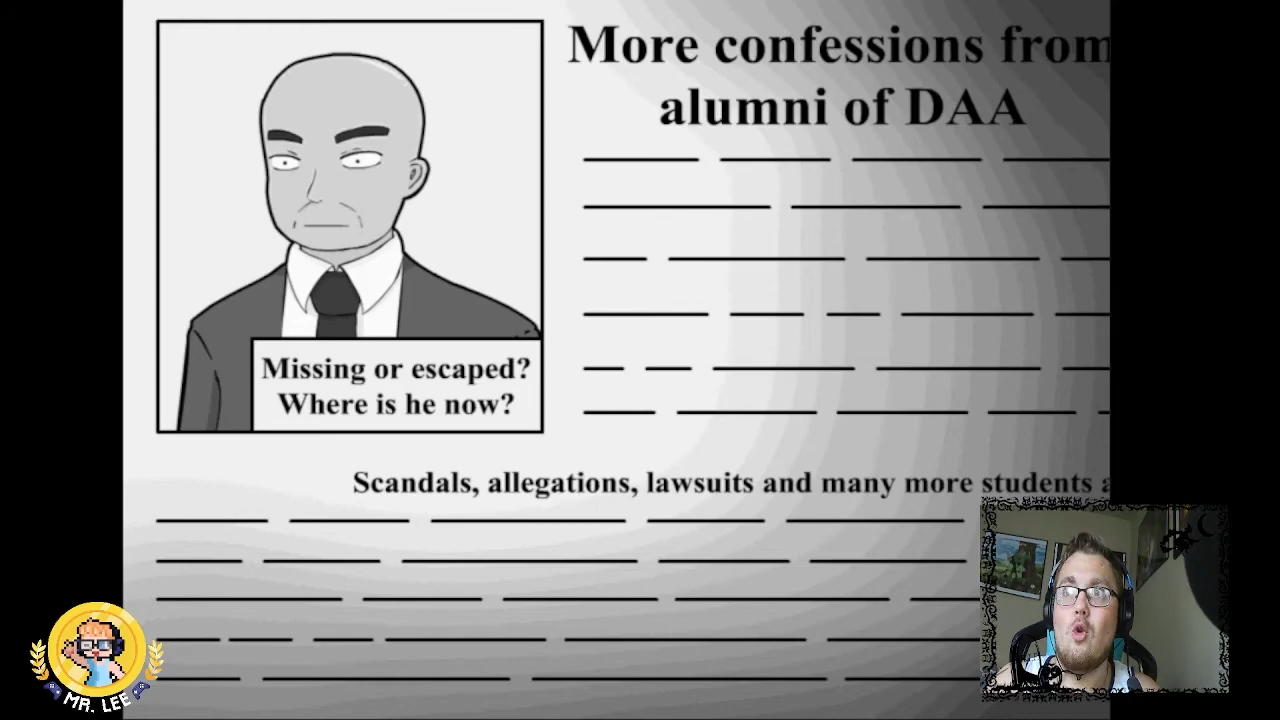 More confessions from
alumni of DAA
Missing or escaped?
Where is he now?
Scandals, allegations, lawsuits and many more students a
MR. LEE